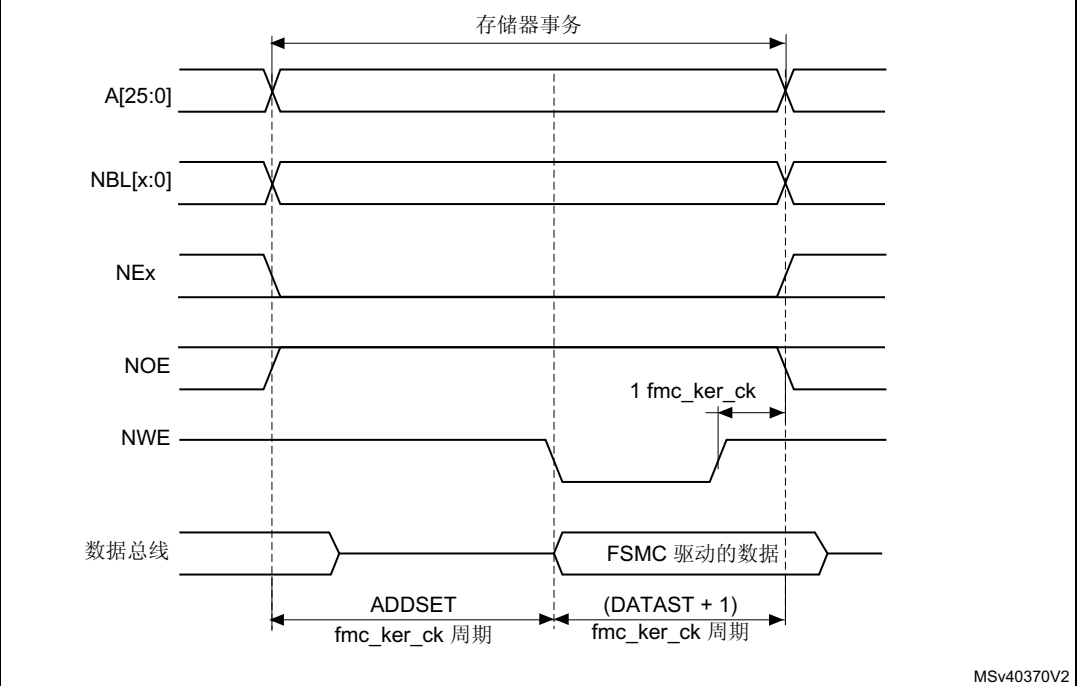 存储器事务
A[25:0]
NBL[x:0]
NEx
NOE
1 fmc_ker_ck
NWE
数据总线
FSMC 驱动的数据
ADDSET
(DATAST + 1)
fmc_ker_ck 周期
fmc_ker_ck 周期
MSv40370V2